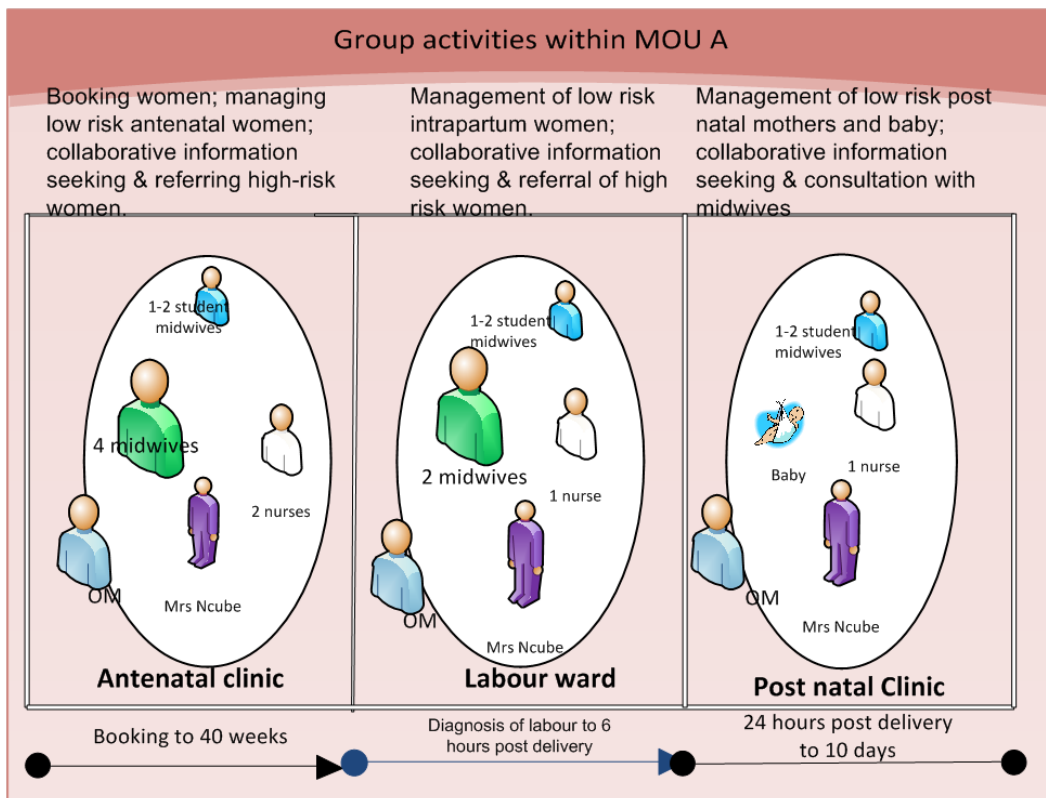 Group activities within MOU A
Booking women; managing
low risk antenatal women;
collaborative information
seeking & referring high-risk
women.
Management of low risk
intrapartum women;
collaborative information
seeking & referral of high
risk women.
Management of low risk post
natal mothers and baby;
collaborative information
seeking & consultation with
midwives
1-2 student
midwives
4 midwives
2 nurses
OM
Mrs Ncube
Antenatal clinic
1-2 student
midwives
2 midwives
1 nurse
OM
Mrs Ncube
Labour ward
1-2 student
midwives
Baby
1 nurse
OM
Mrs Ncube
Post natal Clinic
Booking to 40 weeks
Diagnosis of labour to 6
hours post delivery
24 hours post delivery
to 10 days